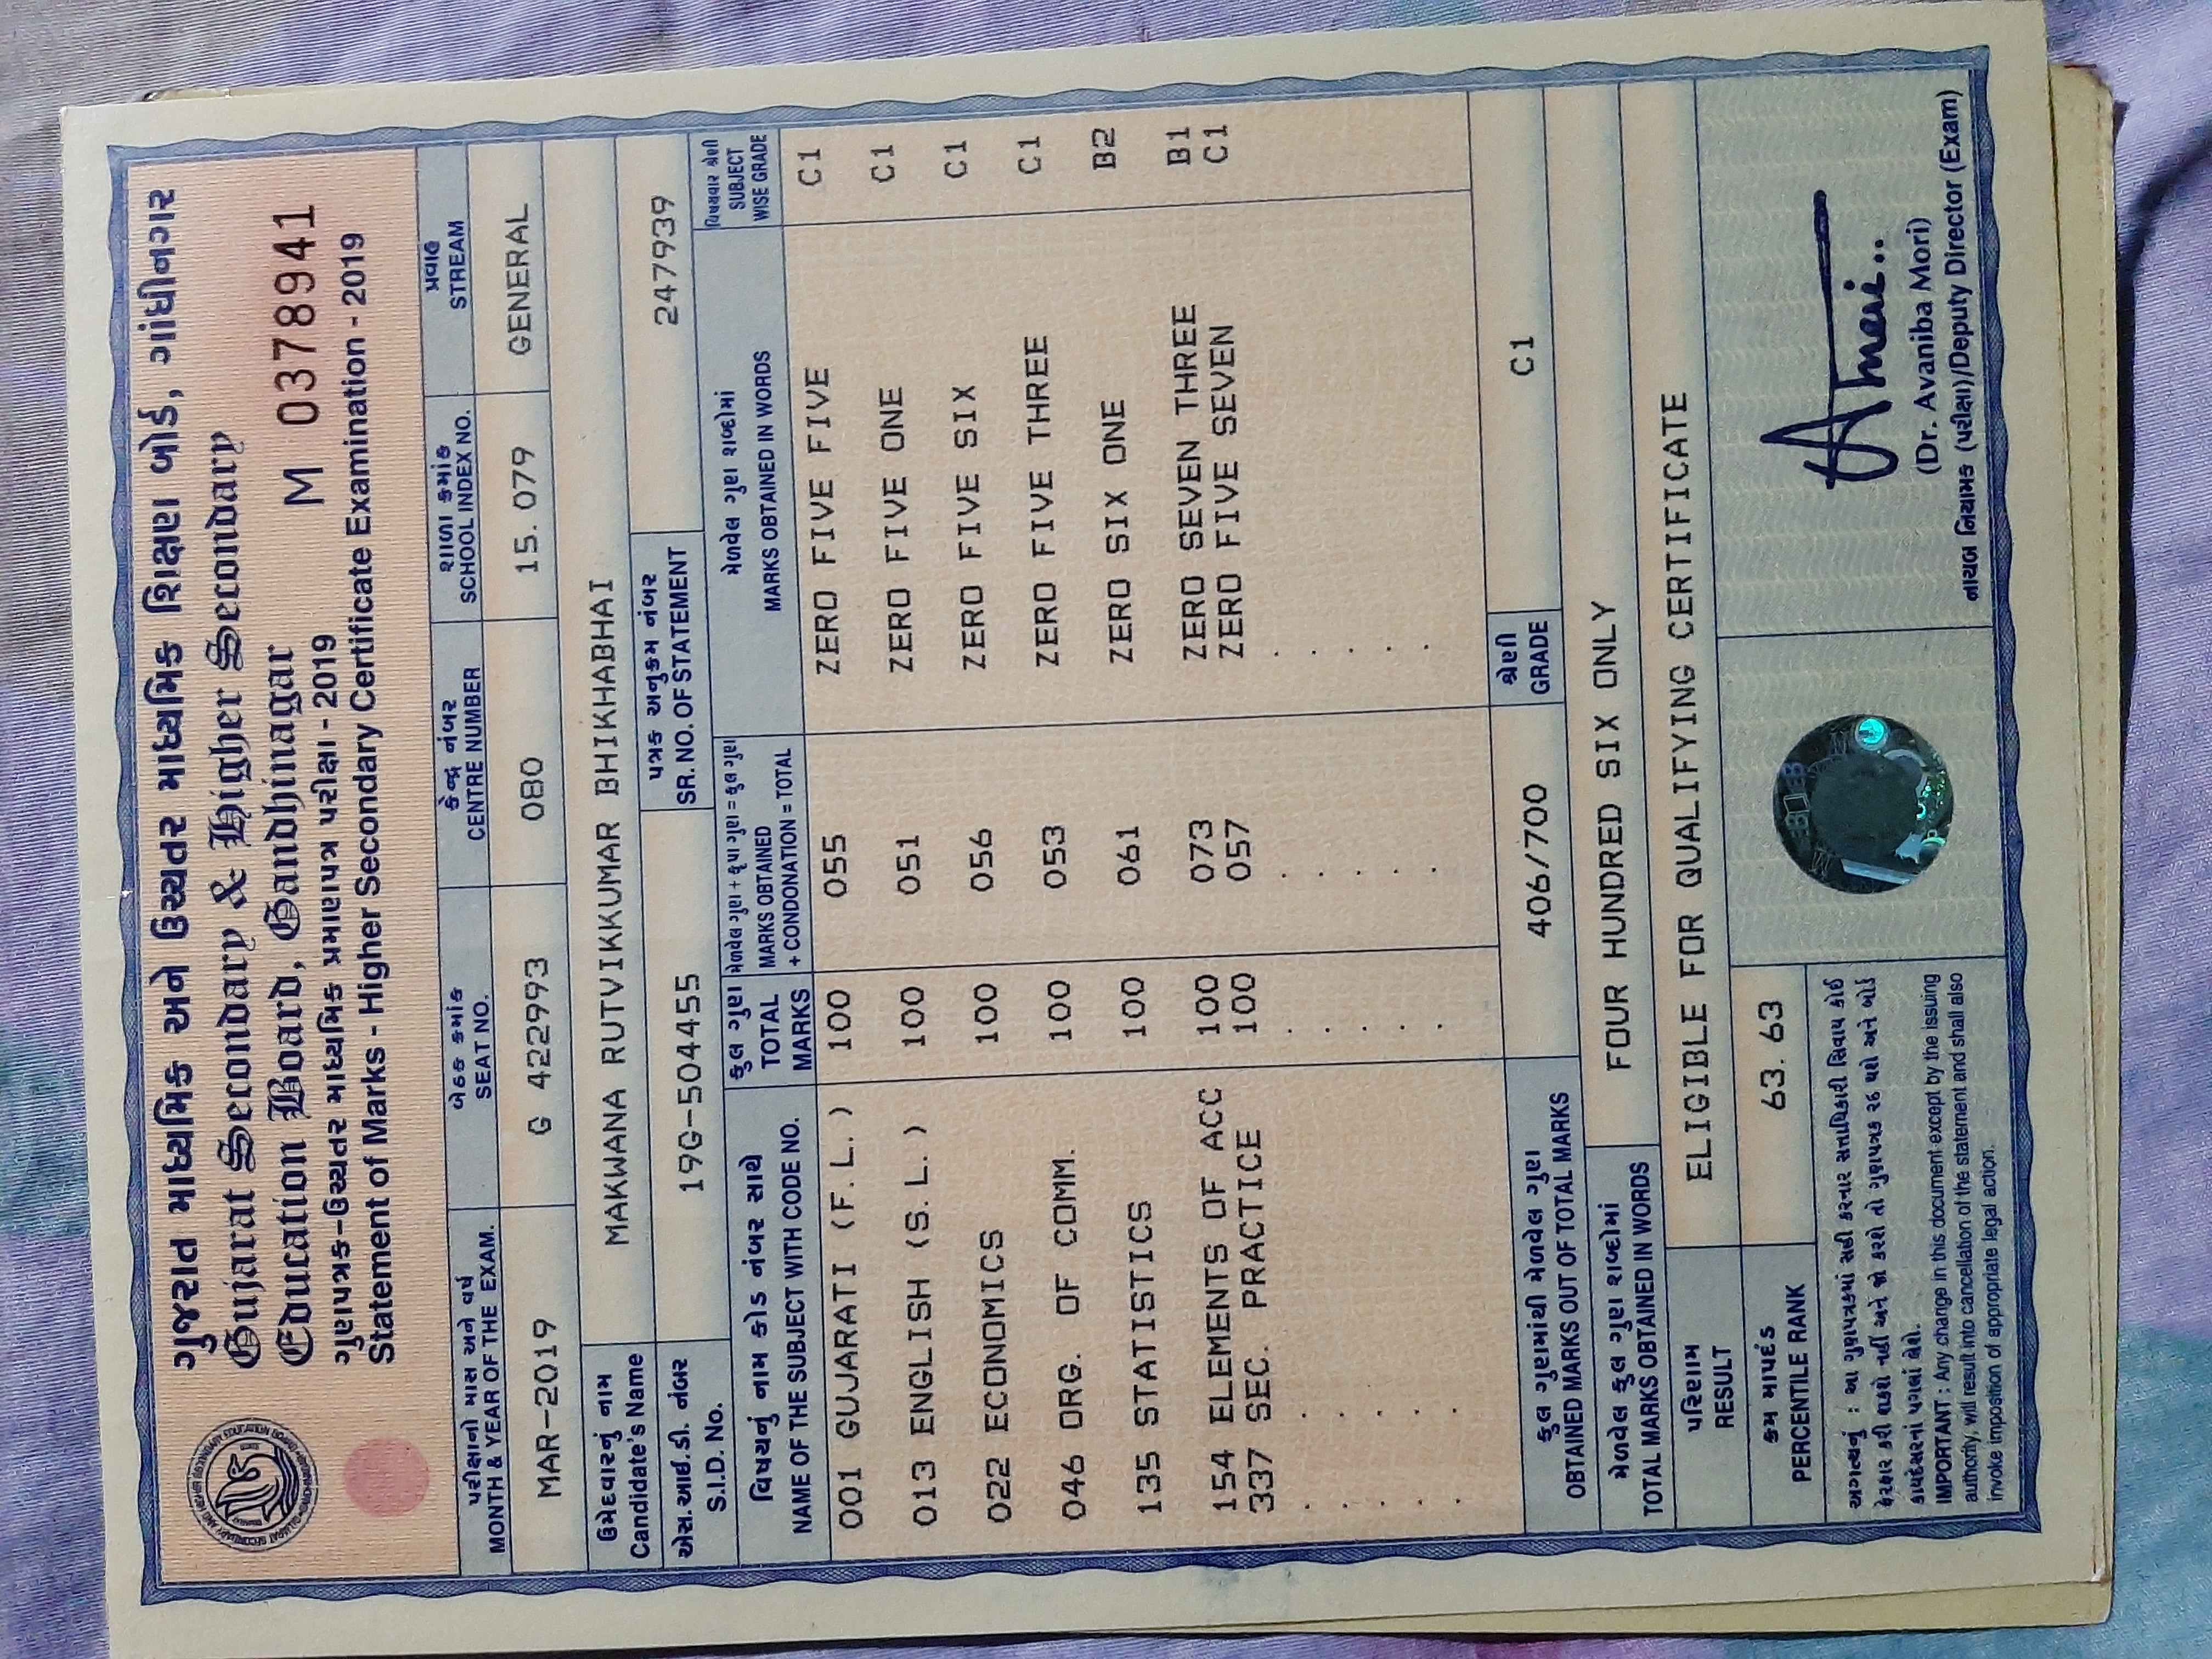 ગુજરાત માધ્યમિક અને ઉચ્ચતર માધ્યમિક શિક્ષણ બોર્ડ, ગાંધીનગર
Gujarat Secondary & Higher Secondary
Education Board, Gandhinagar
M 0378941
ગુણપત્રક-ઉચ્ચતર માધ્યમિક પ્રમાણપત્ર પરીક્ષા - 2019
Statement of Marks - Higher Secondary Certificate Examination - 2019
પરીક્ષાનો માસ અને વર્ષ બેઠક ક્રમાંક કેન્દ્ર નંબર શાળા ક્રમાંક પ્રવાહ
MONTH & YEAR OF THE EXAM. SEAT NO. CENTRE NUMBER SCHOOL INDEX NO. STREAM
MAR-2019 G 422993 080 15.079 GENERAL
ઉમેદવારનું નામ
Candidate's Name MAKWANA RUTVIKKUMAR BHIKHABHAI
એસ.આઈ.ડી. નંબર પત્રક અનુક્રમ નંબર
S.I.D. No. 19G-504455 SR. NO. OF STATEMENT 247939
વિષયનું નામ કોડ નંબર સાથે કુલ ગુણ મેળવેલ ગુણ + કૃપા ગુણ = કુલ ગુણ મેળવેલ ગુણ શબ્દોમાં વિષયવાર શ્રેણી
NAME OF THE SUBJECT WITH CODE NO. TOTAL MARKS MARKS OBTAINED + CONDONATION = TOTAL MARKS OBTAINED IN WORDS SUBJECT WISE GRADE
001 GUJARATI (F.L.) 100 055 ZERO FIVE FIVE C1
013 ENGLISH (S.L.) 100 051 ZERO FIVE ONE C1
022 ECONOMICS 100 056 ZERO FIVE SIX C1
046 ORG. OF COMM. 100 053 ZERO FIVE THREE C1
135 STATISTICS 100 061 ZERO SIX ONE B2
154 ELEMENTS OF ACC 100 073 ZERO SEVEN THREE B1
337 SEC. PRACTICE 100 057 ZERO FIVE SEVEN C1
કુલ ગુણમાંથી મેળવેલ ગુણ શ્રેણી
OBTAINED MARKS OUT OF TOTAL MARKS 406/700 GRADE C1
મેળવેલ કુલ ગુણ શબ્દોમાં
TOTAL MARKS OBTAINED IN WORDS FOUR HUNDRED SIX ONLY
પરિણામ
RESULT ELIGIBLE FOR QUALIFYING CERTIFICATE
ક્રમ માપદંડ
PERCENTILE RANK 63.63
અગત્યનું : આ ગુણપત્રકમાં સહી કરનાર સત્તાધિકારી સિવાય કોઈ
ફેરફાર કરી શકશે નહીં અને જો કરશે તો ગુણપત્રક રદ થશે અને બોર્ડ
કાયદેસરનાં પગલાં લેશે.
IMPORTANT : Any change in this document except by the issuing
authority, will result into cancellation of the statement and shall also
invoke imposition of appropriate legal action.
(Dr. Avaniba Mori)
નાયબ નિયામક (પરીક્ષા)/Deputy Director (Exam)